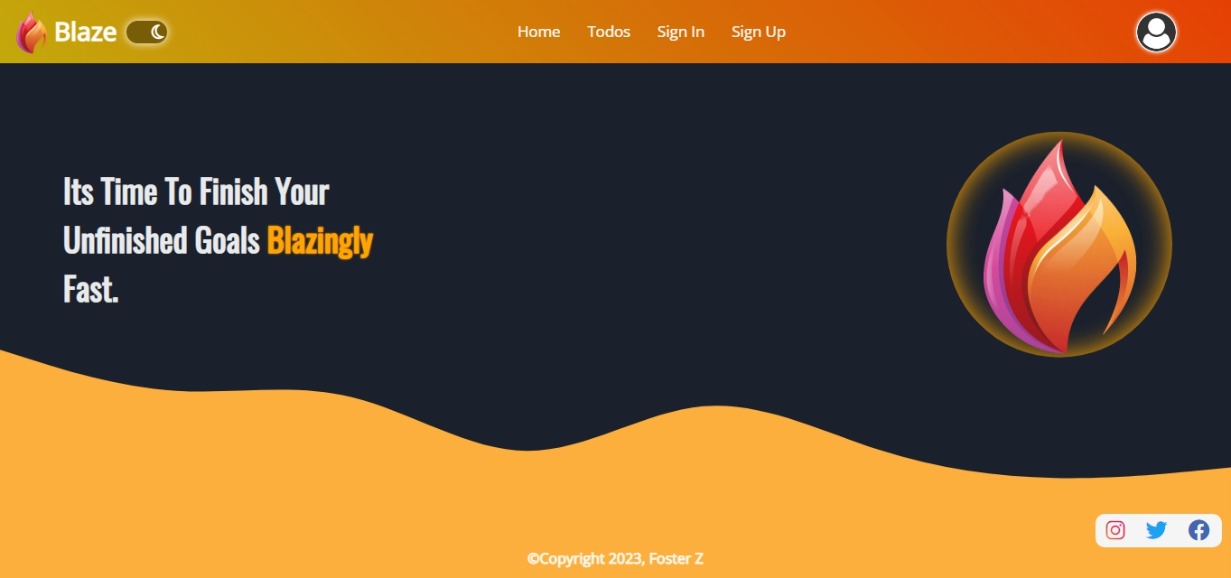 Blaze
Home Todos Sign In Sign Up
Its Time To Finish Your
Unfinished Goals Blazingly
Fast.
©Copyright 2023, Foster Z